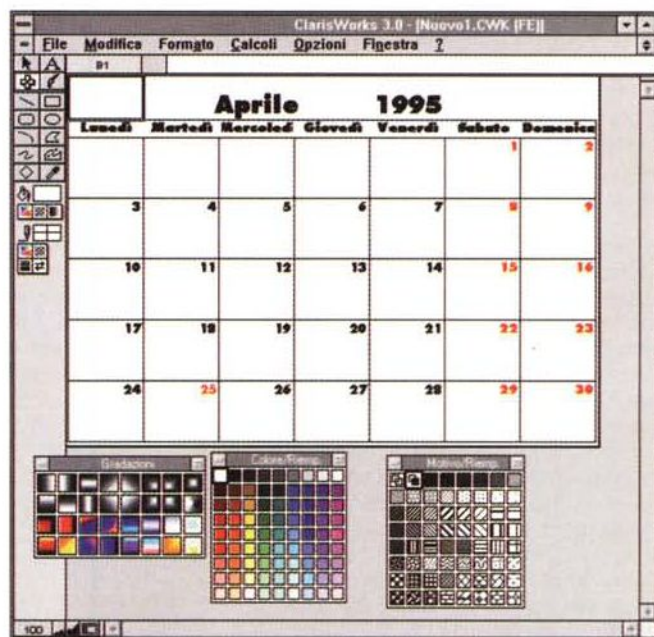 ClarisWorks 3.0 - [Nuovo1.CWK (FE)]
File Modifica Formato Calcoli Opzioni Finestra ?
B1
Aprile 1995
Lunedì Martedì Mercoledì Giovedì Venerdì Sabato Domenica
1 2
3 4 5 6 7 8 9
10 11 12 13 14 15 16
17 18 19 20 21 22 23
24 25 26 27 28 29 30
Gradazioni
Colore/Riemp.
Motivo/Riemp.
100